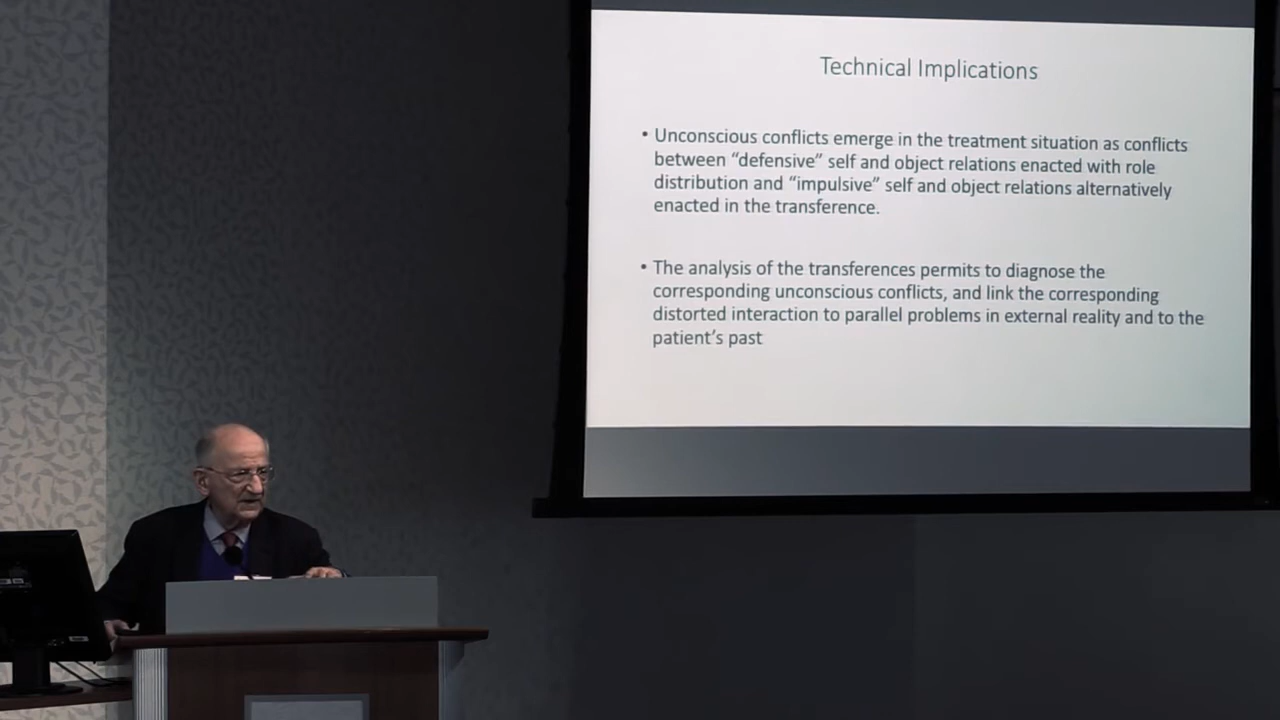 Technical Implications
• Unconscious conflicts emerge in the treatment situation as conflicts
between “defensive” self and object relations enacted with role
distribution and “impulsive” self and object relations alternatively
enacted in the transference.
• The analysis of the transferences permits to diagnose the
corresponding unconscious conflicts, and link the corresponding
distorted interaction to parallel problems in external reality and to the
patient’s past